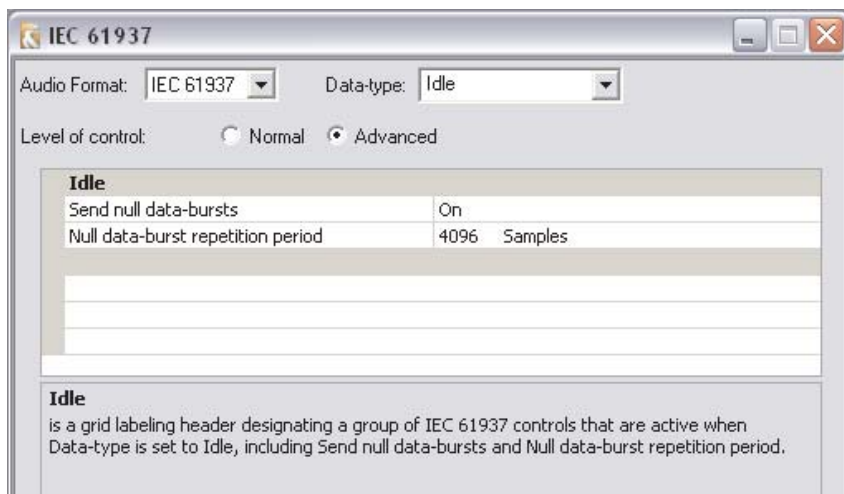 IEC 61937
Audio Format: IEC 61937 Data-type: Idle
Level of control: Normal Advanced
Idle
Send null data-bursts On
Null data-burst repetition period 4096 Samples
Idle
is a grid labeling header designating a group of IEC 61937 controls that are active when
Data-type is set to Idle, including Send null data-bursts and Null data-burst repetition period.